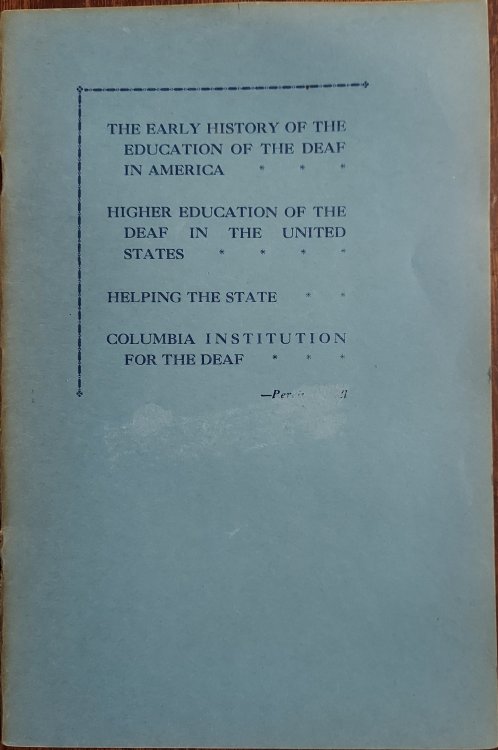 THE EARLY HISTORY OF THE
EDUCATION OF THE DEAF
IN AMERICA * * *
HIGHER EDUCATION OF THE
DEAF IN THE UNITED
STATES * * * *
HELPING THE STATE * *
COLUMBIA INSTITUTION
FOR THE DEAF * * *